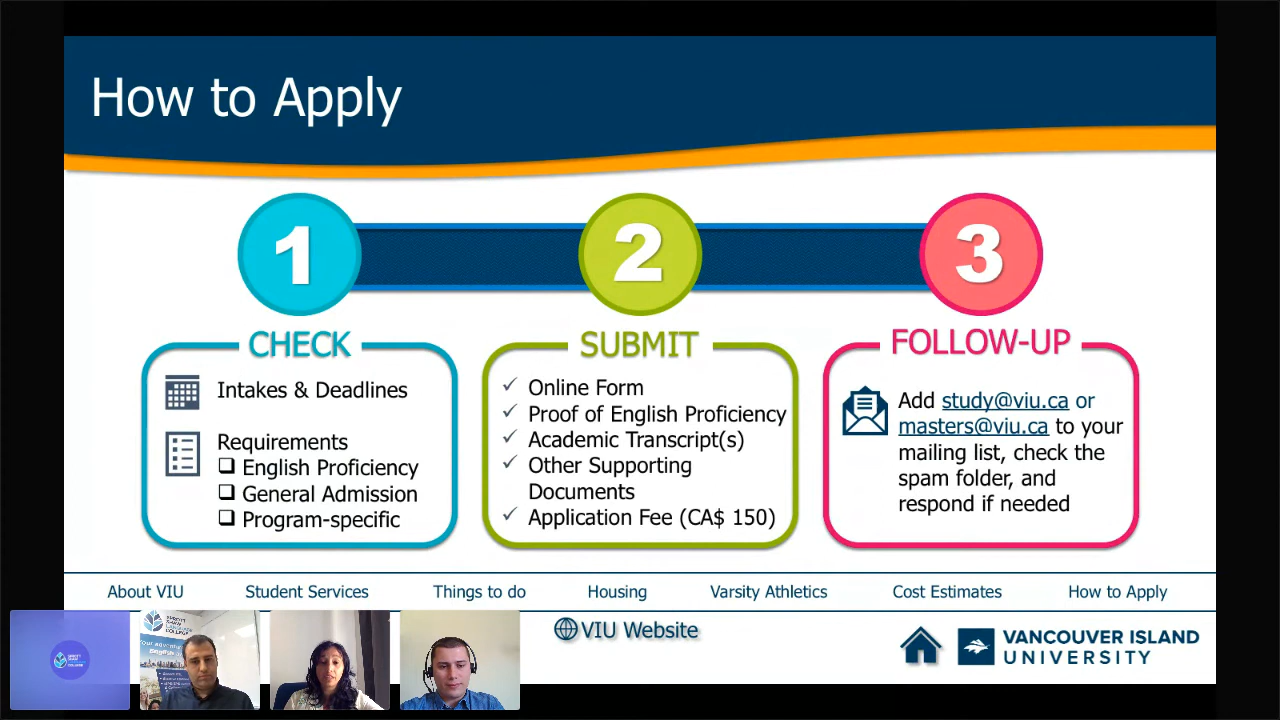 How to Apply
1
2
3
CHECK
SUBMIT
FOLLOW-UP
Intakes & Deadlines
Requirements
English Proficiency
General Admission
Program-specific
Online Form
Proof of English Proficiency
Academic Transcript(s)
Other Supporting
Documents
Application Fee (CA$ 150)
Add study@viu.ca or
masters@viu.ca to your
mailing list, check the
spam folder, and
respond if needed
About VIU
Student Services
Things to do
Housing
Varsity Athletics
Cost Estimates
How to Apply
VIU Website
VANCOUVER ISLAND
UNIVERSITY
SHAW
LANGUAGE
COLLEGE